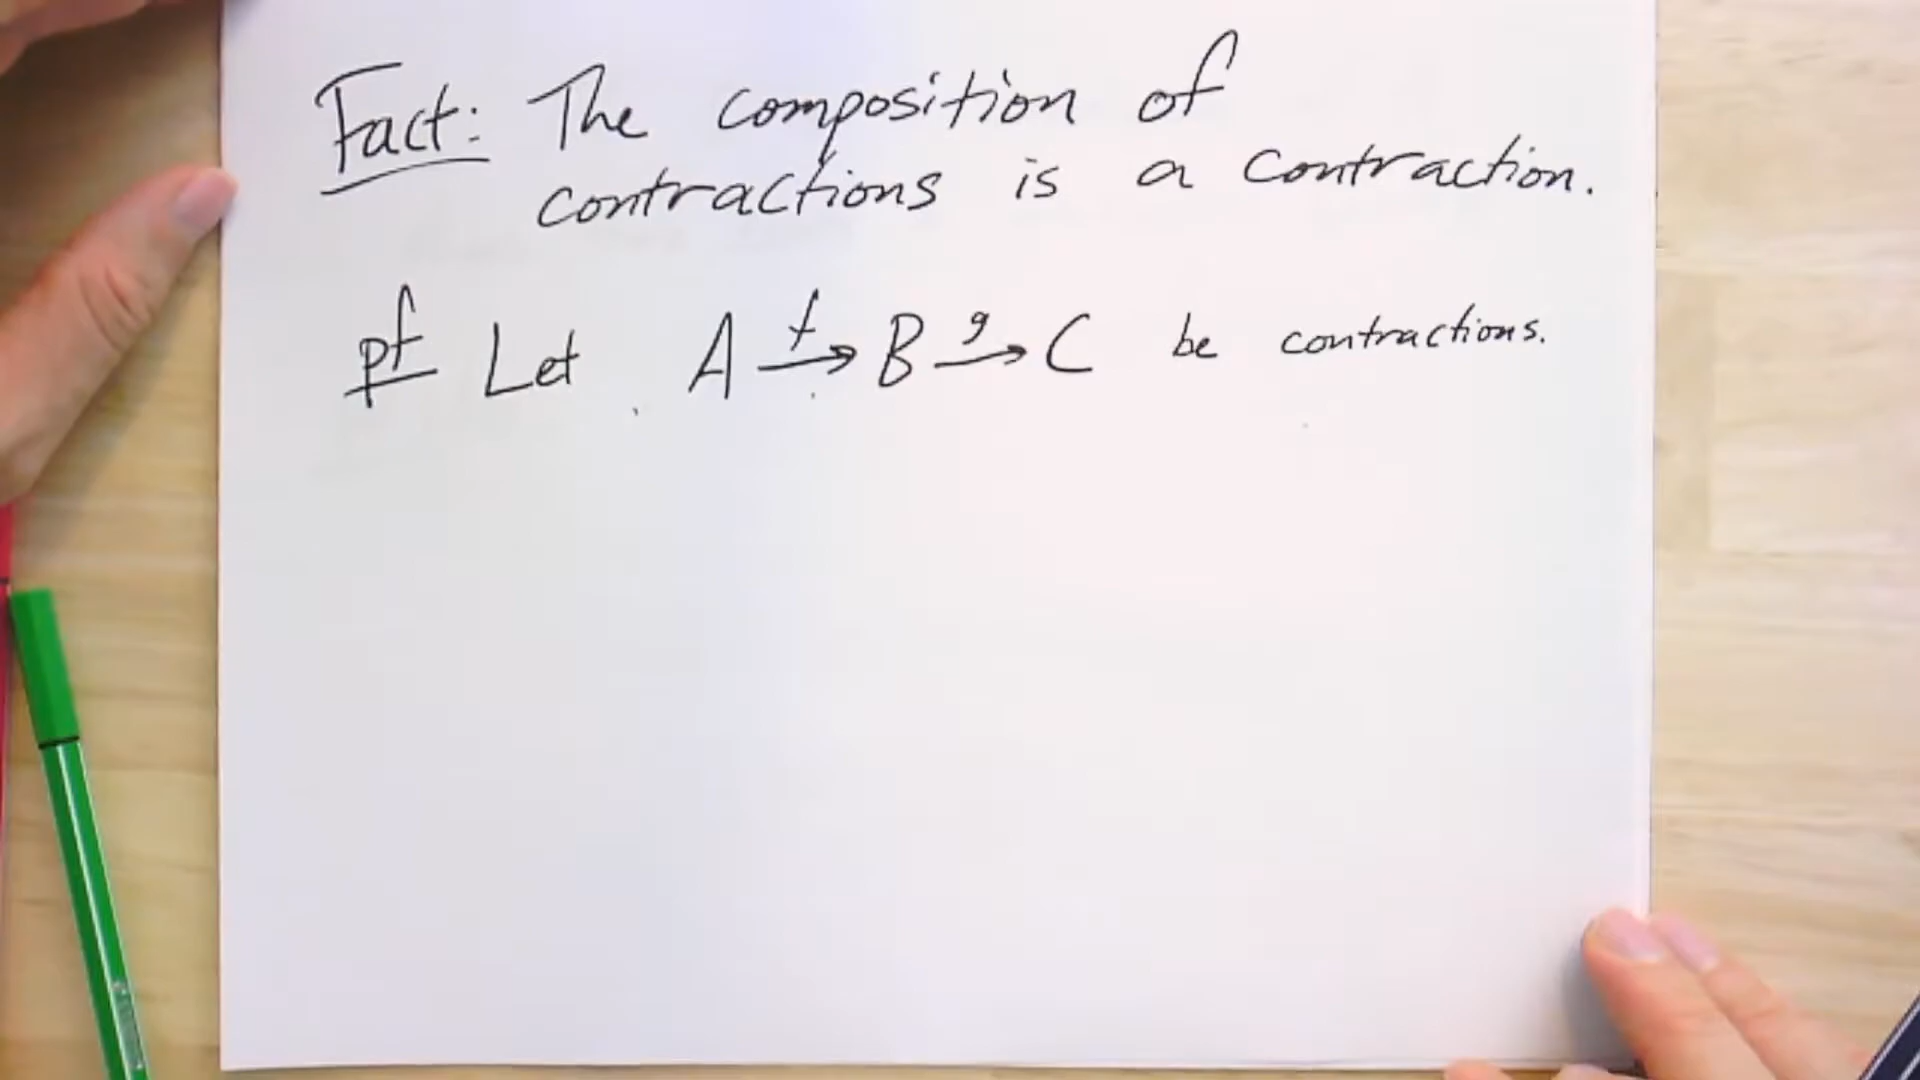 Fact: The composition of
contractions is a contraction.
pf Let A f→ B g→ C be contractions.